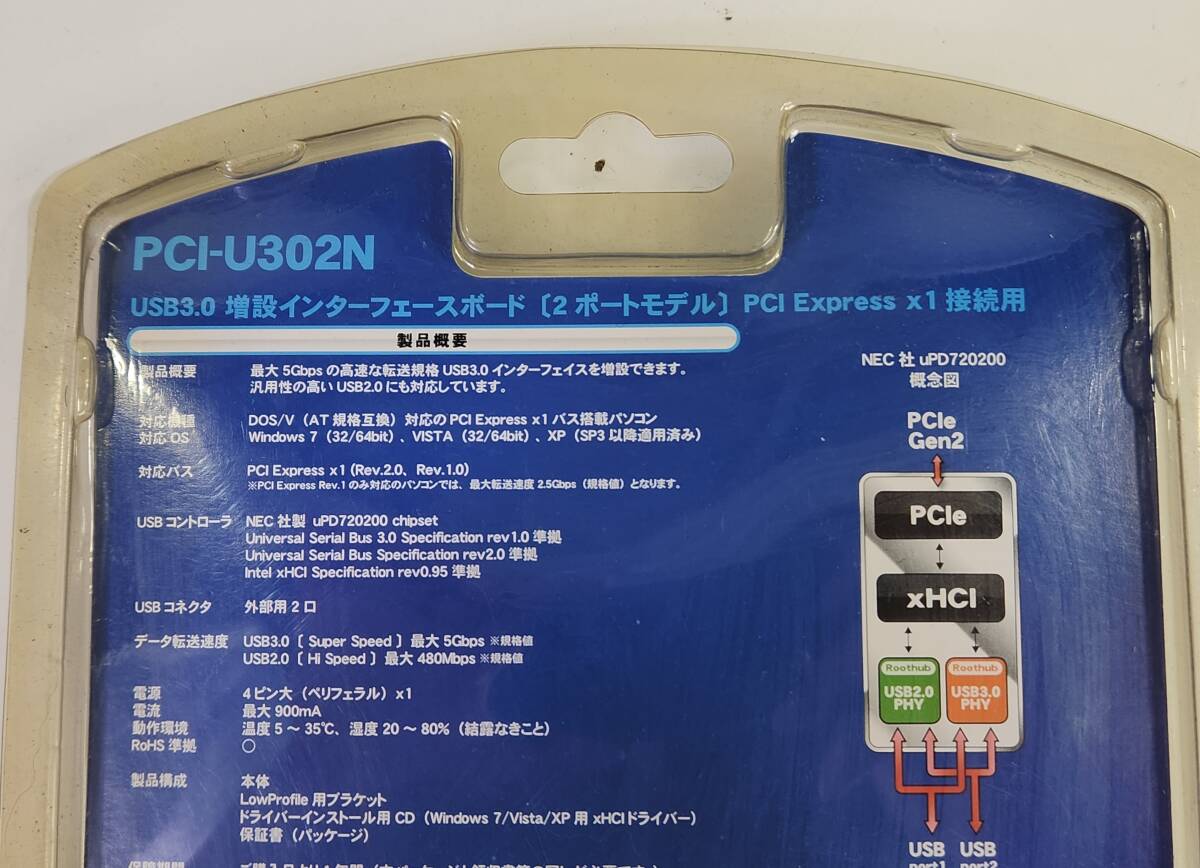 PCI-U302N
USB3.0 増設インターフェースボード〔2 ポートモデル〕PCI Express x1 接続用
製品概要
製品概要 最大 5Gbps の高速な転送規格 USB3.0 インターフェイスを増設できます。
汎用性の高い USB2.0 にも対応しています。
対応機種 DOS/V（AT 規格互換）対応の PCI Express x1 バス搭載パソコン
対応 OS Windows 7（32/64bit）、VISTA（32/64bit）、XP（SP3 以降適用済み）
対応バス PCI Express x1 (Rev.2.0、Rev.1.0)
※PCI Express Rev.1 のみ対応のパソコンでは、最大転送速度 2.5Gbps（規格値）となります。
USB コントローラ NEC 社製 uPD720200 chipset
Universal Serial Bus 3.0 Specification rev1.0 準拠
Universal Serial Bus Specification rev2.0 準拠
Intel xHCI Specification rev0.95 準拠
USB コネクタ 外部用 2 口
データ転送速度 USB3.0〔 Super Speed 〕最大 5Gbps ※規格値
USB2.0〔 Hi Speed 〕最大 480Mbps ※規格値
電源 4 ピン大（ペリフェラル）x1
電流 最大 900mA
動作環境 温度 5 ～ 35℃、湿度 20 ～ 80%（結露なきこと）
RoHS 準拠 ○
製品構成 本体
LowProfile 用ブラケット
ドライバーインストール用 CD（Windows 7/Vista/XP 用 xHCIドライバー）
保証書（パッケージ）
NEC 社 uPD720200
概念図
PCIe
Gen2
PCIe
xHCI
Roothub
USB2.0
PHY
Roothub
USB3.0
PHY
USB
port1
USB
port2